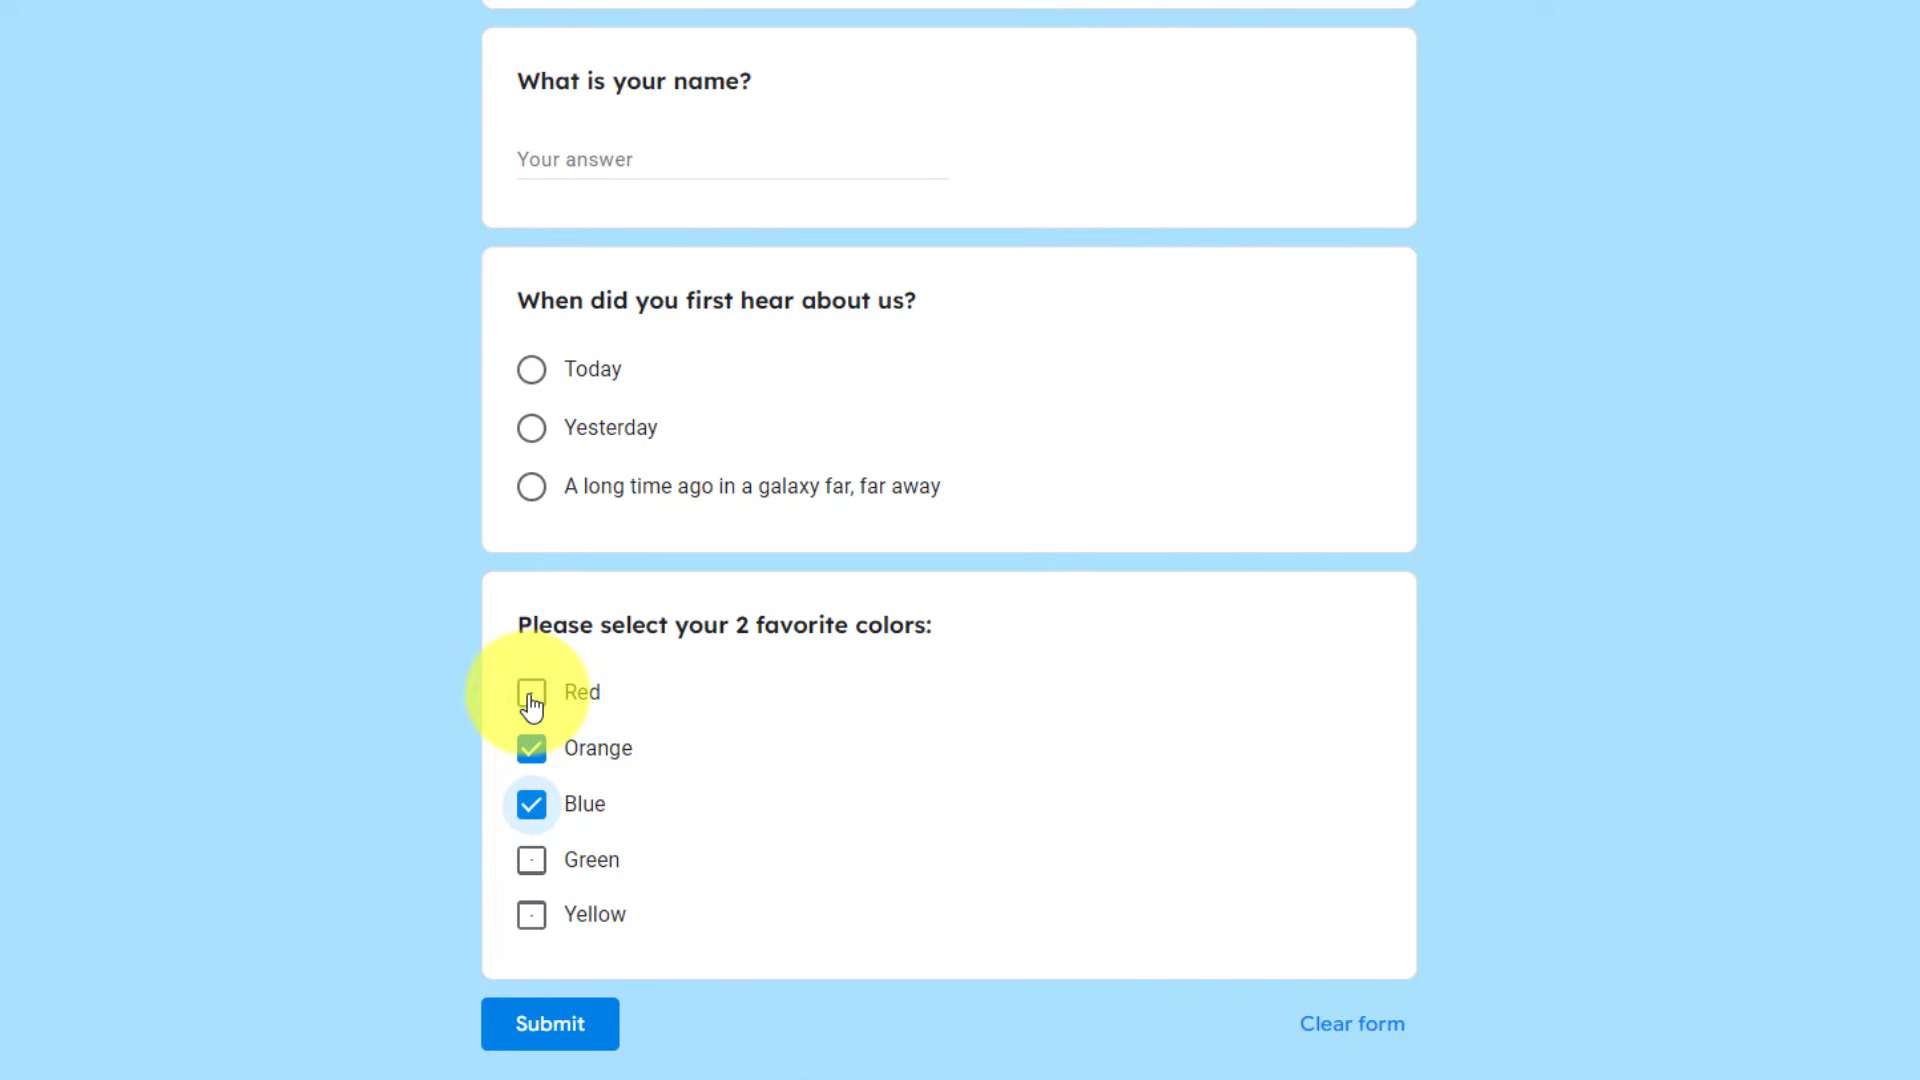 What is your name?
Your answer
When did you first hear about us?
Today
Yesterday
A long time ago in a galaxy far, far away
Please select your 2 favorite colors:
Red
Orange
Blue
Green
Yellow
Submit
Clear form